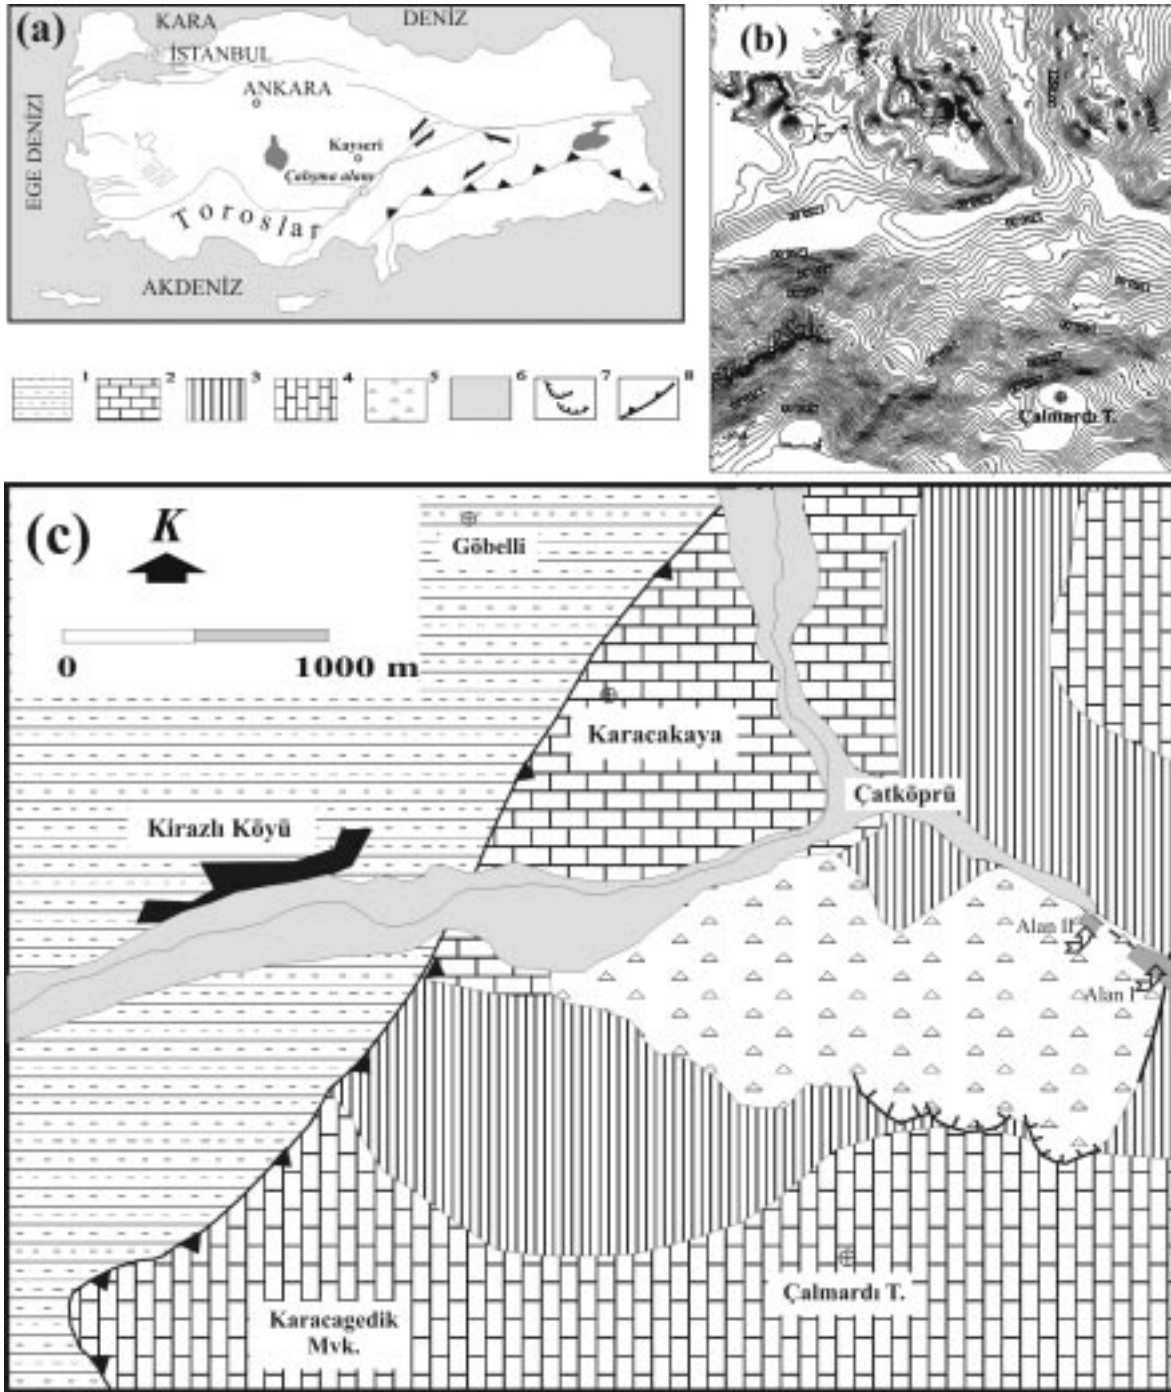 (a)
KARA
DENİZ
İSTANBUL
ANKARA
EGE DENİZİ
Kayseri
Çalışma alanı
Toroslar
AKDENİZ
(b)
Çalmardı T.
1 2 3 4 5 6 7 8
(c)
K
0 1000 m
Göbelli
Karacakaya
Çatköprü
Kirazlı Köyü
Alan II
Alan I
Çalmardı T.
Karacagedik
Mvk.